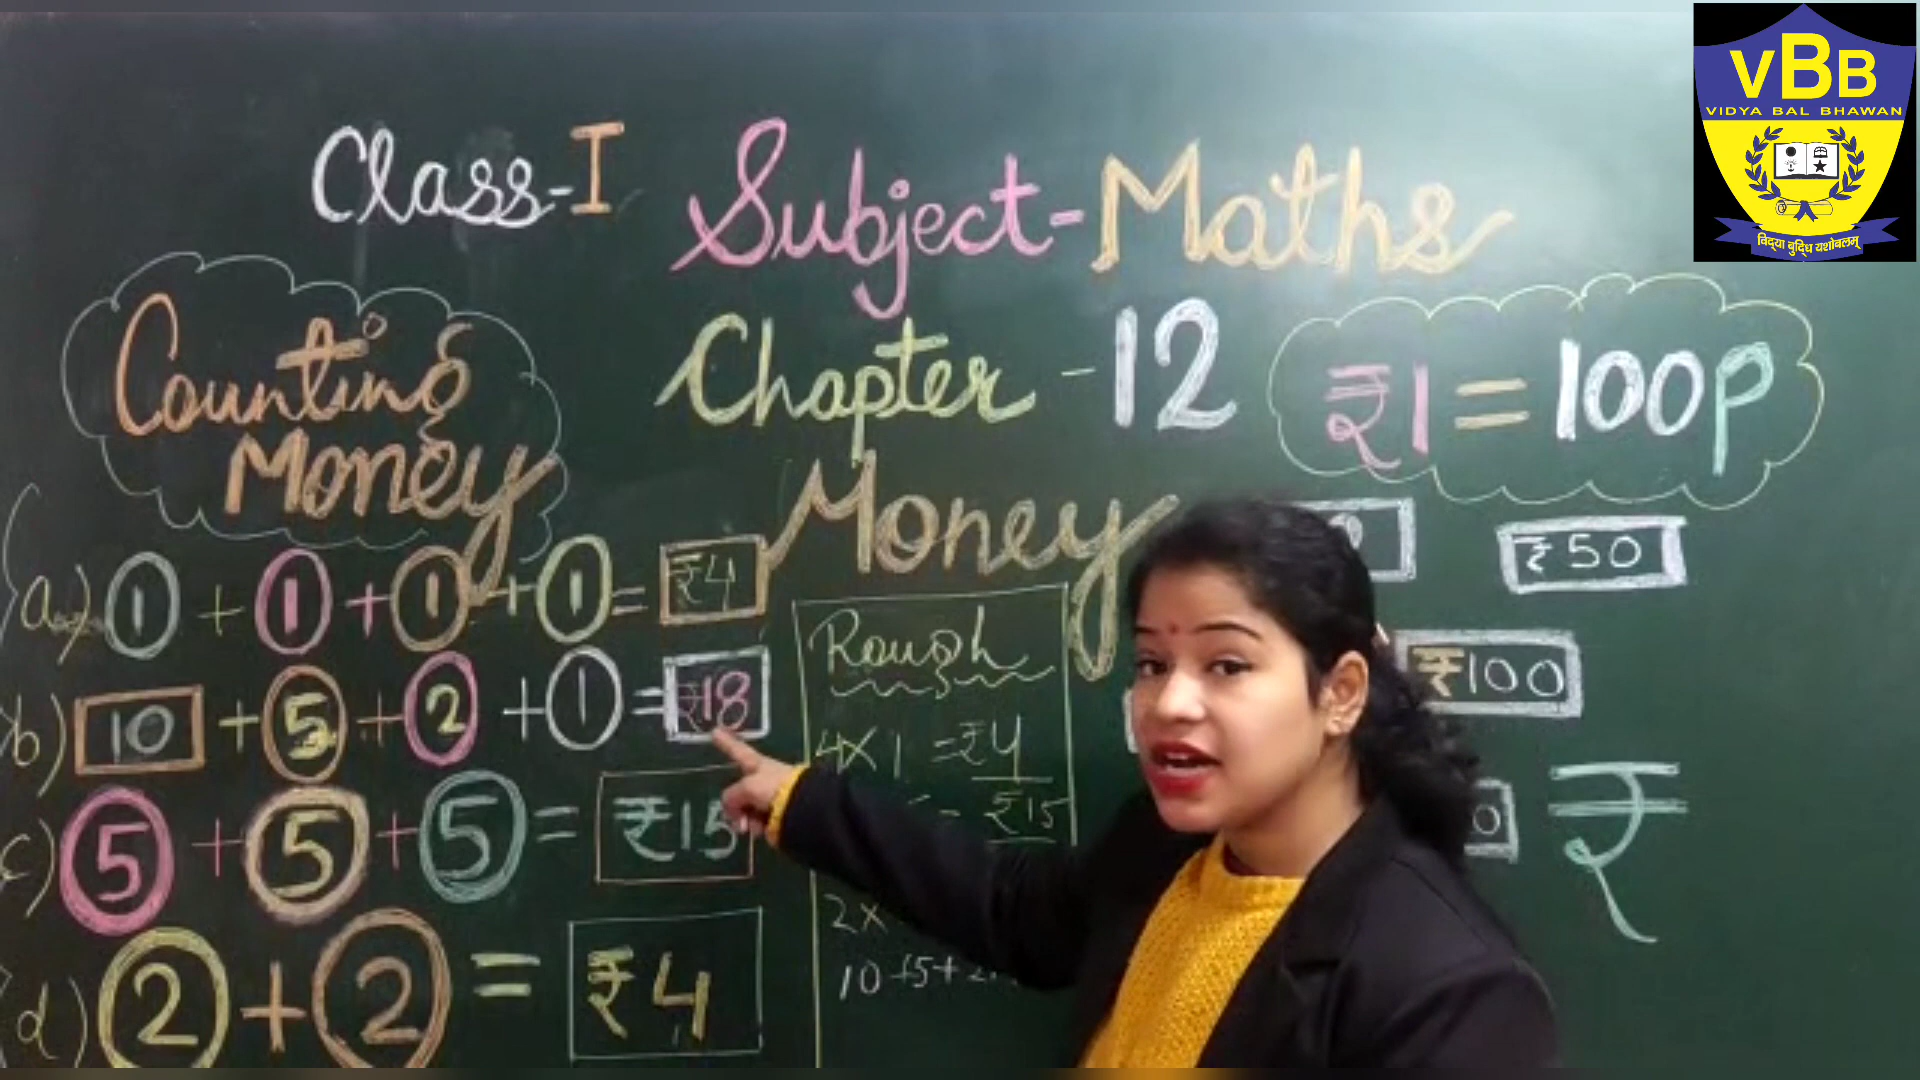 VBB
VIDYA BAL BHAWAN
विद्या बुद्धि यशोबलम्
Class-I Subject-Maths
Counting Money
Chapter-12
Money
₹1 = 100p
a) 1 + 1 + 1 + 1 = ₹4
b) 10 + 5 + 2 + 1 = ₹18
c) 5 + 5 + 5 = ₹15
d) 2 + 2 = ₹4
Rough
4×1 = ₹4
= ₹15
2×
10+5+2
₹50
₹100
₹